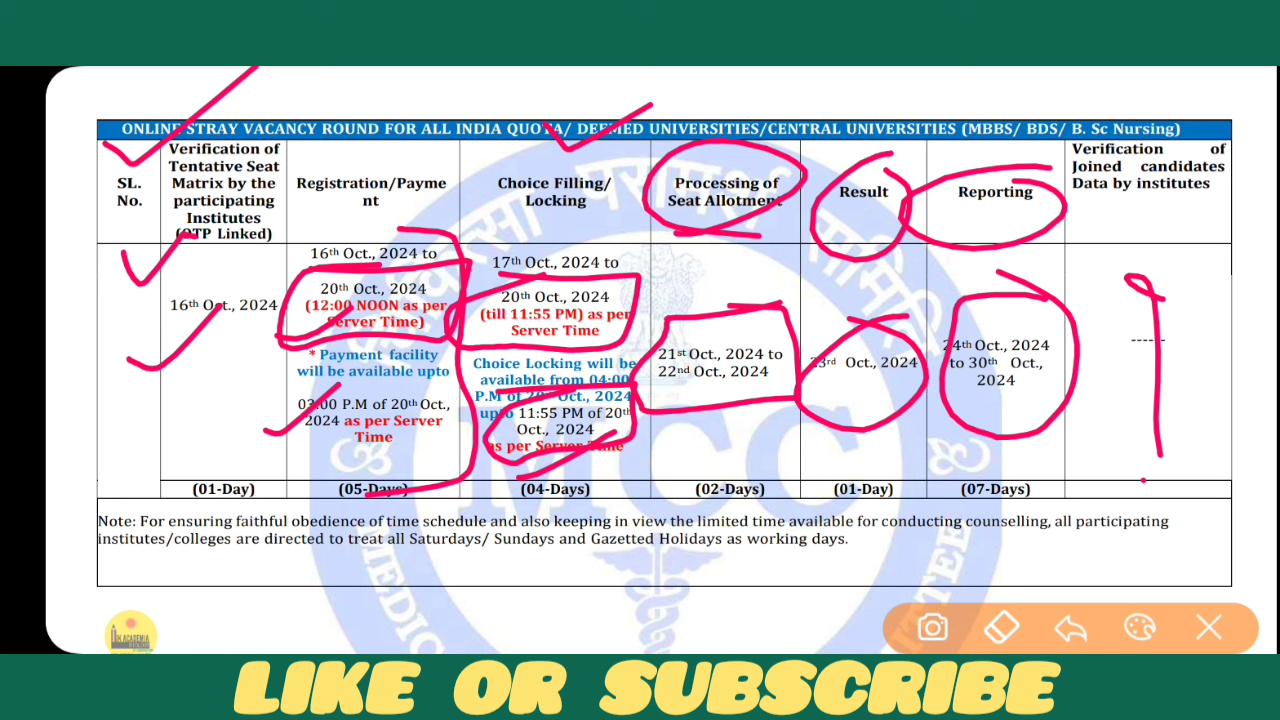 ONLINE STRAY VACANCY ROUND FOR ALL INDIA QUOTA/ DEEMED UNIVERSITIES/CENTRAL UNIVERSITIES (MBBS/ BDS/ B. Sc Nursing)
SL.
No.
Verification of
Tentative Seat
Matrix by the
participating
Institutes
(OTP Linked)
Registration/Payme
nt
Choice Filling/
Locking
Processing of
Seat Allotment
Result
Reporting
Verification of
Joined candidates
Data by institutes
16th Oct., 2024
16th Oct., 2024 to
20th Oct., 2024
(12:00 NOON as per
Server Time)
* Payment facility
will be available upto
03:00 P.M of 20th Oct.,
2024 as per Server
Time
17th Oct., 2024 to
20th Oct., 2024
(till 11:55 PM) as per
Server Time
Choice Locking will be
available from 04:00
P.M of 20th Oct., 2024
upto 11:55 PM of 20th
Oct., 2024
as per Server Time
21st Oct., 2024 to
22nd Oct., 2024
23rd Oct., 2024
24th Oct., 2024
to 30th Oct.,
2024
------
(01-Day)
(05-Days)
(04-Days)
(02-Days)
(01-Day)
(07-Days)
Note: For ensuring faithful obedience of time schedule and also keeping in view the limited time available for conducting counselling, all participating
institutes/colleges are directed to treat all Saturdays/ Sundays and Gazetted Holidays as working days.
MCC
LIKE OR SUBSCRIBE